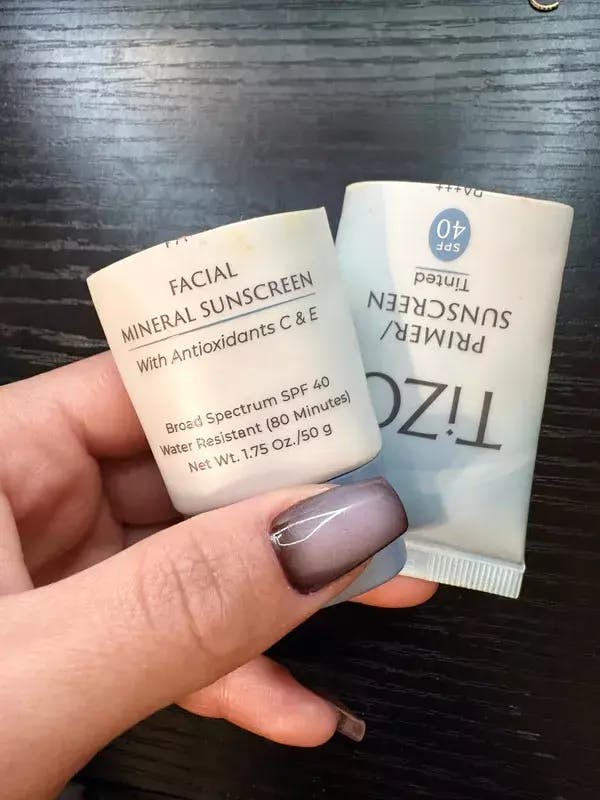 FACIAL
MINERAL SUNSCREEN
With Antioxidants C & E
Broad Spectrum SPF 40
Water Resistant (80 Minutes)
Net Wt. 1.75 Oz./50 g
TiZO
PRIMER/
SUNSCREEN
Tinted
SPF
40
PA+++